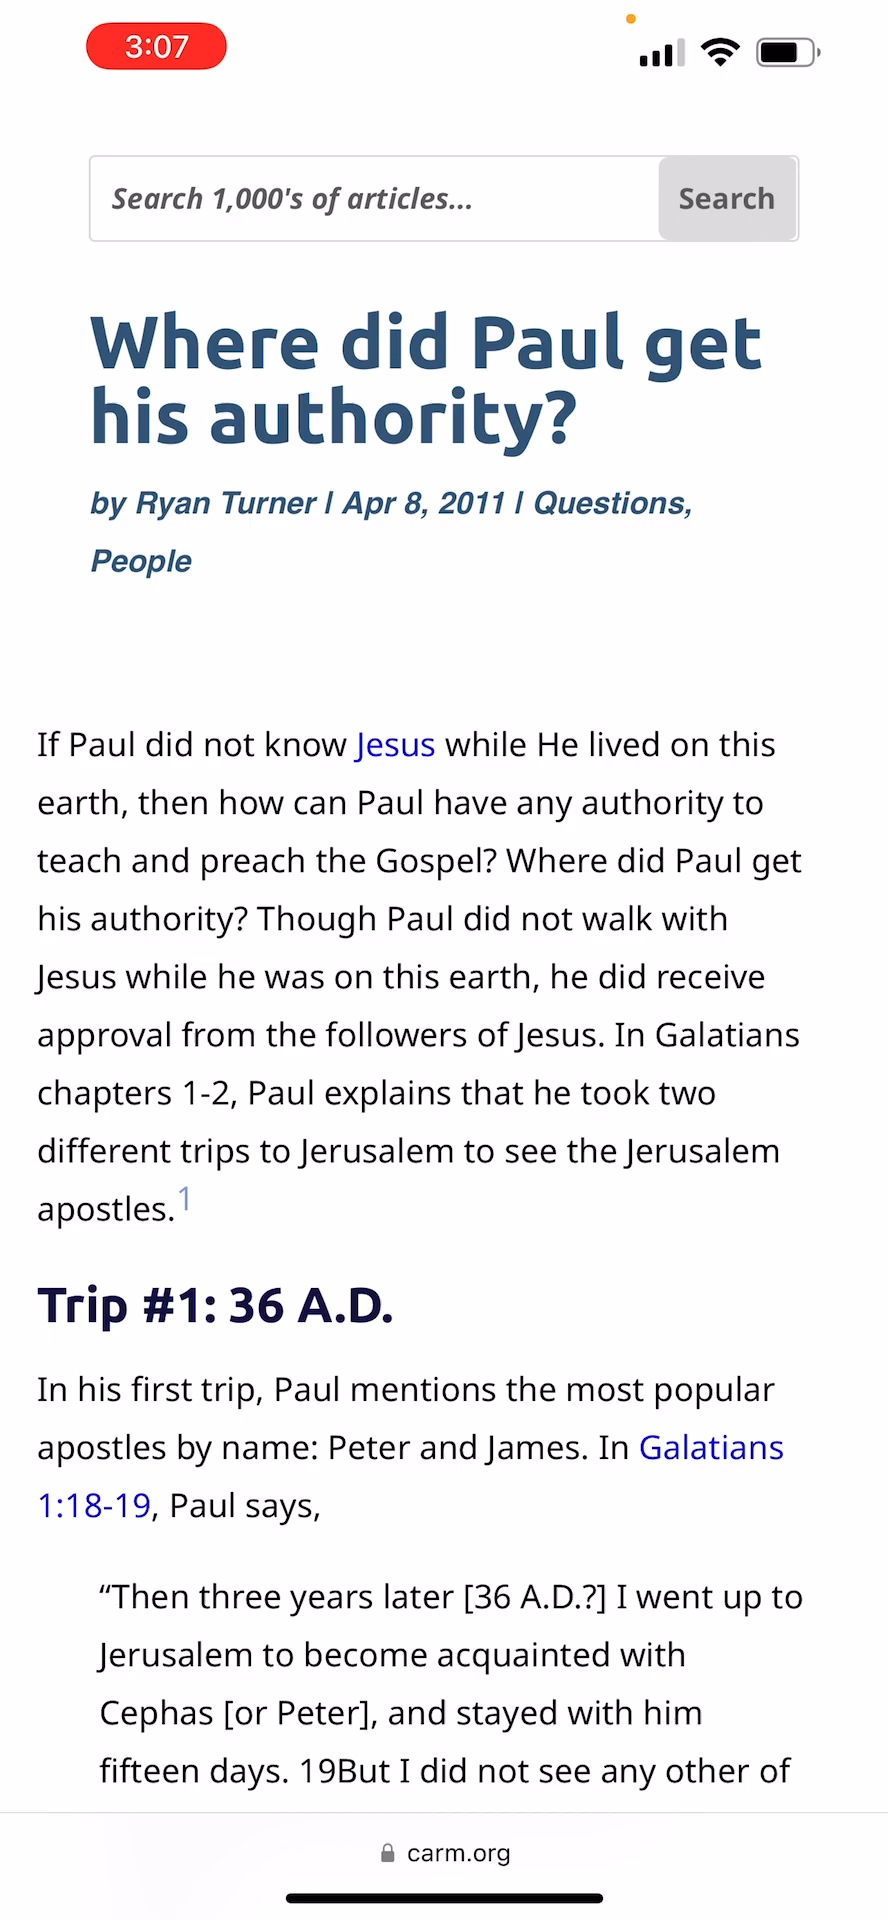 3:07
Search 1,000's of articles...
Search
Where did Paul get
his authority?
by Ryan Turner | Apr 8, 2011 | Questions,
People
If Paul did not know Jesus while He lived on this
earth, then how can Paul have any authority to
teach and preach the Gospel? Where did Paul get
his authority? Though Paul did not walk with
Jesus while he was on this earth, he did receive
approval from the followers of Jesus. In Galatians
chapters 1-2, Paul explains that he took two
different trips to Jerusalem to see the Jerusalem
apostles.1
Trip #1: 36 A.D.
In his first trip, Paul mentions the most popular
apostles by name: Peter and James. In Galatians
1:18-19, Paul says,
“Then three years later [36 A.D.?] I went up to
Jerusalem to become acquainted with
Cephas [or Peter], and stayed with him
fifteen days. 19But I did not see any other of
carm.org